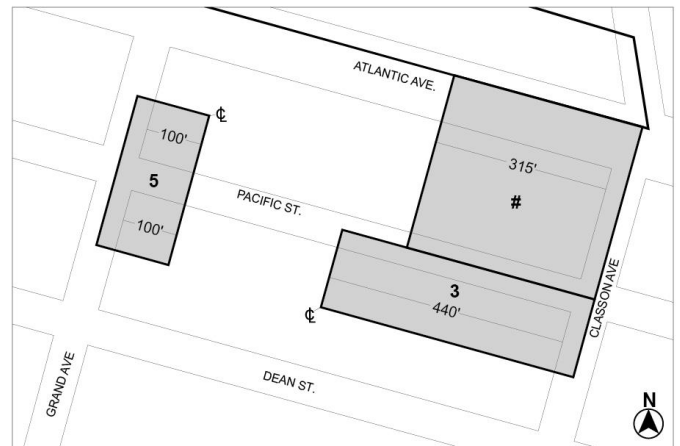 ATLANTIC AVE.
℄
100'
315'
5
PACIFIC ST.
#
100'
3
440'
℄
CLASSON AVE
GRAND AVE
DEAN ST.
N